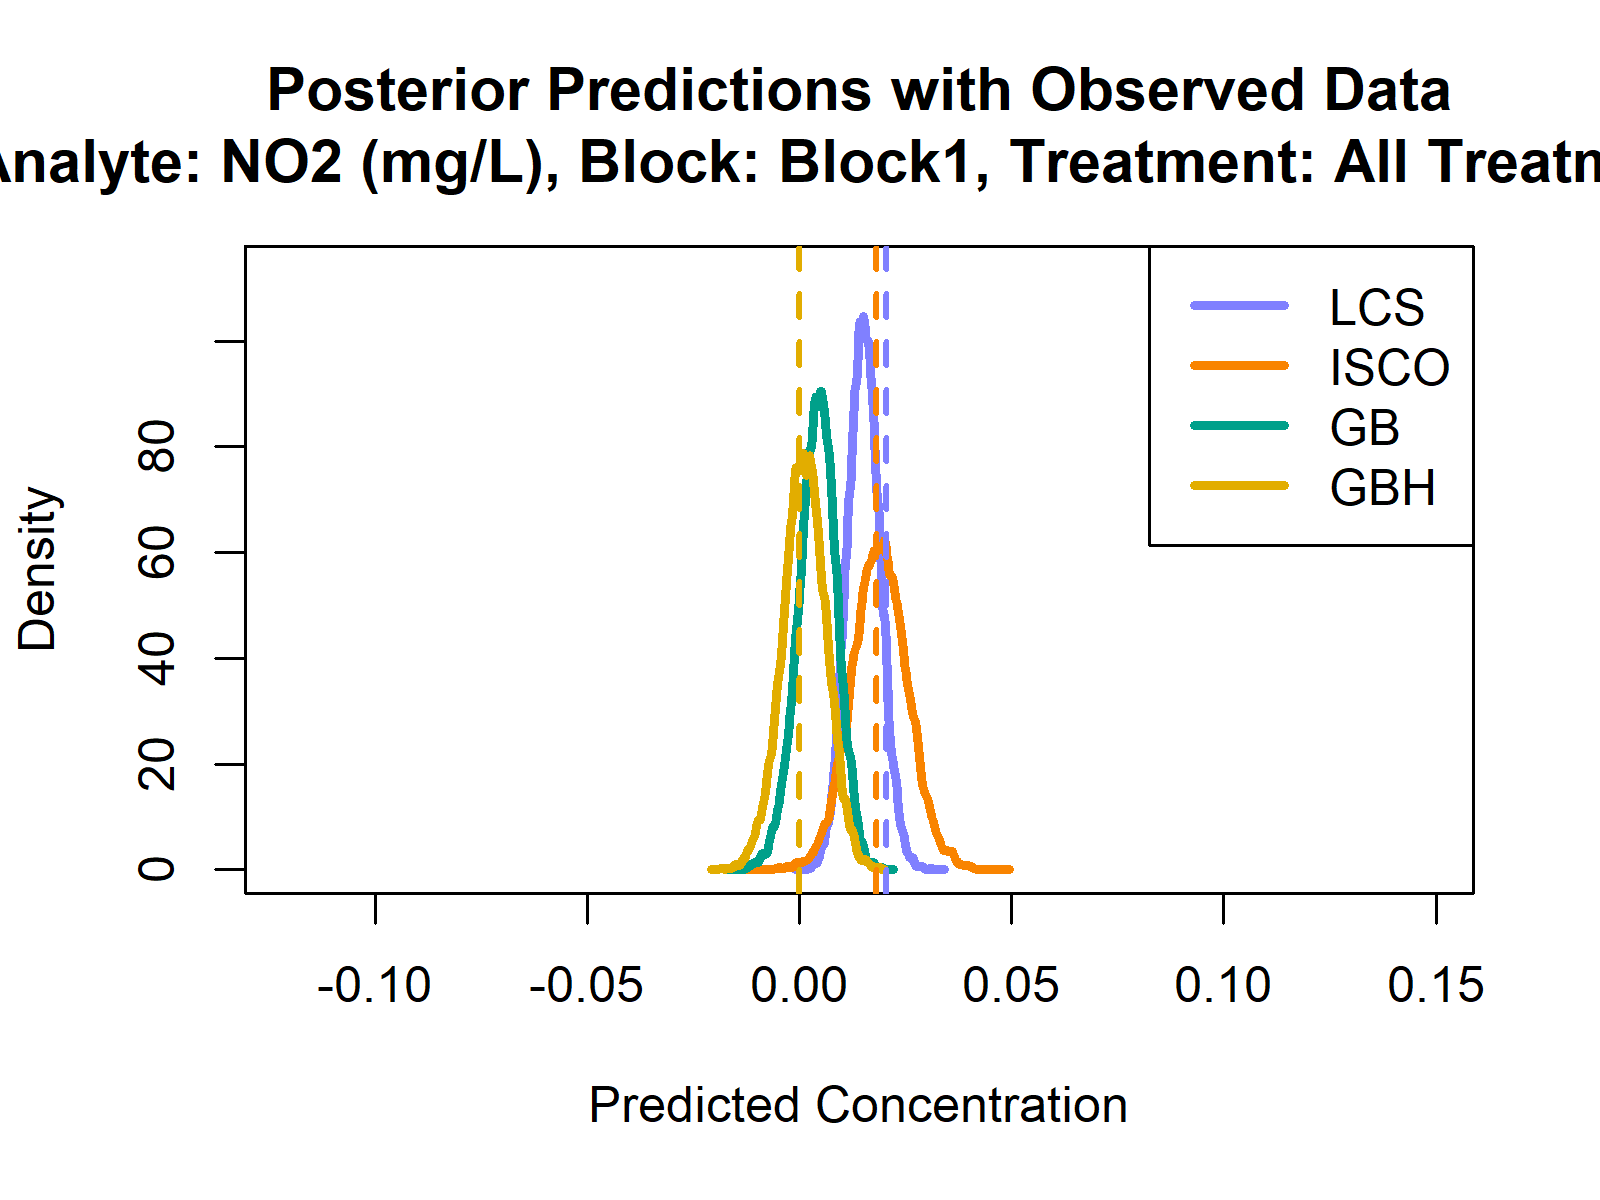 Posterior Predictions with Observed Data
Analyte: NO2 (mg/L), Block: Block1, Treatment: All Treatm
LCS
ISCO
GB
GBH
Density
80
60
40
20
0
-0.10 -0.05 0.00 0.05 0.10 0.15
Predicted Concentration